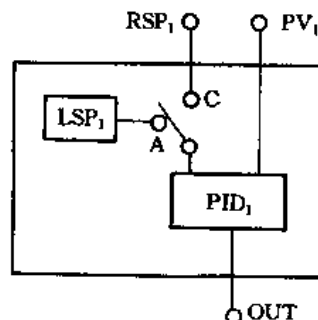 RSP₁ PV₁
LSP₁ C
A
PID₁
OUT